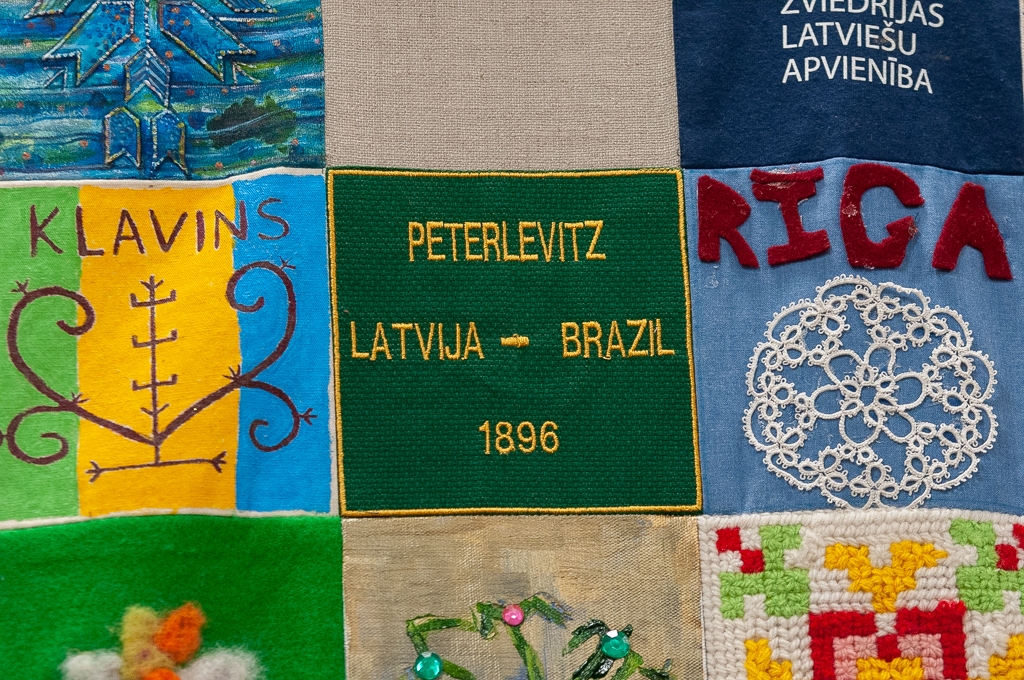 ZVIEDRIJAS
LATVIEŠU
APVIENĪBA
KLAVINS
PETERLEVITZ
LATVIJA - BRAZIL
1896
RIGA